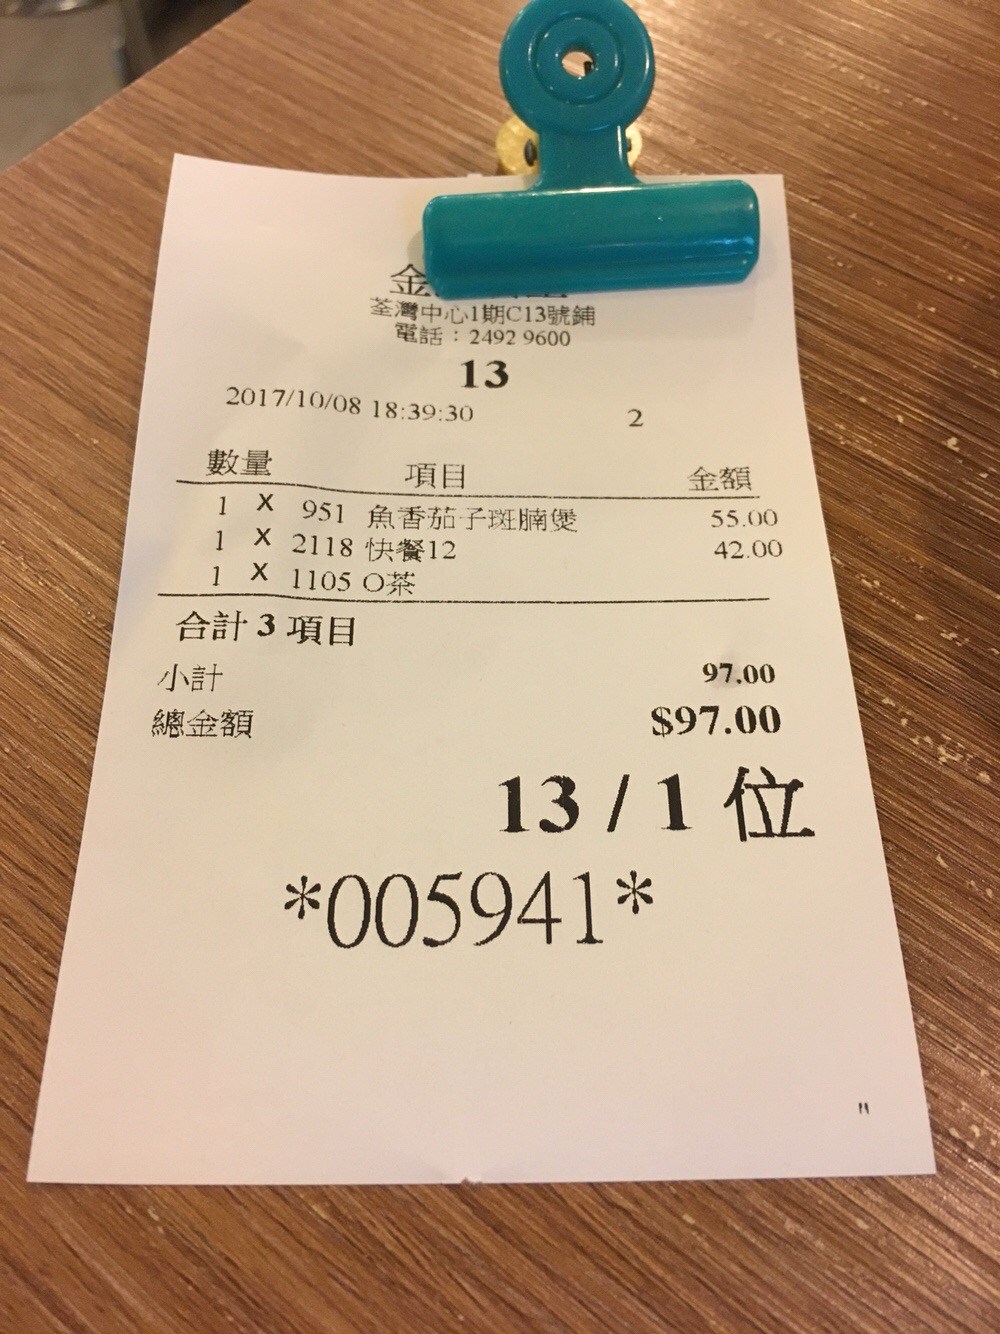 金
荃灣中心1期C13號鋪
電話：2492 9600
13
2017/10/08 18:39:30 2
數量 項目 金額
1 X 951 魚香茄子斑腩煲 55.00
1 X 2118 快餐12 42.00
1 X 1105 O茶
合計 3 項目
小計 97.00
總金額 $97.00
13 / 1 位
*005941*